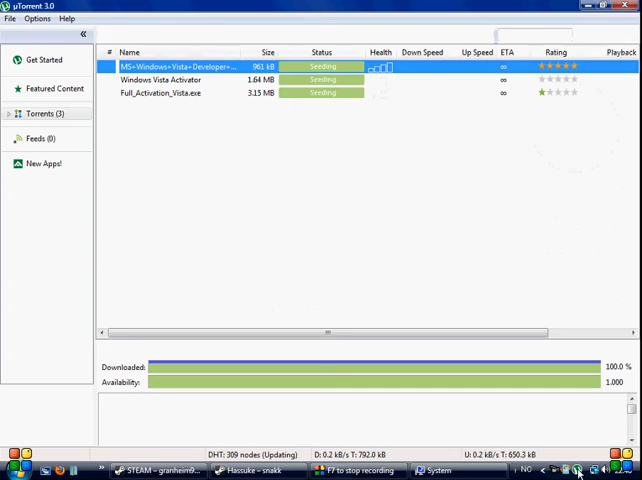 µTorrent 3.0
File Options Help
«
# Name Size Status Health Down Speed Up Speed ETA Rating Playback
Get Started
MS+Windows+Vista+Developer+... 961 kB Seeding ∞
Windows Vista Activator 1.64 MB Seeding ∞
Featured Content
Full_Activation_Vista.exe 3.15 MB Seeding ∞
Torrents (3)
Feeds (0)
New Apps!
Downloaded: 100.0 %
Availability: 1.000
DHT: 309 nodes (Updating) D: 0.2 kB/s T: 792.0 kB U: 0.2 kB/s T: 650.3 kB
» STEAM – granheim9... Hassuke – snakk F7 to stop recording System NO